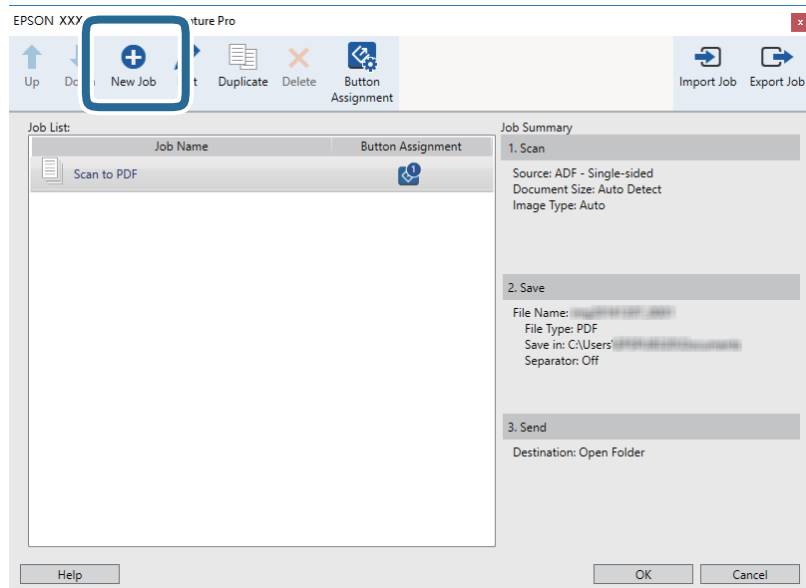 EPSON XXX ture Pro
x
Up
New Job
Duplicate
Delete
Button
Assignment
Import Job
Export Job
Job List:
Job Name
Button Assignment
1
Scan to PDF
Job Summary
1. Scan
Source: ADF - Single-sided
Document Size: Auto Detect
Image Type: Auto
2. Save
File Name:
File Type: PDF
Save in: C:\Users\
Separator: Off
3. Send
Destination: Open Folder
Help
OK
Cancel